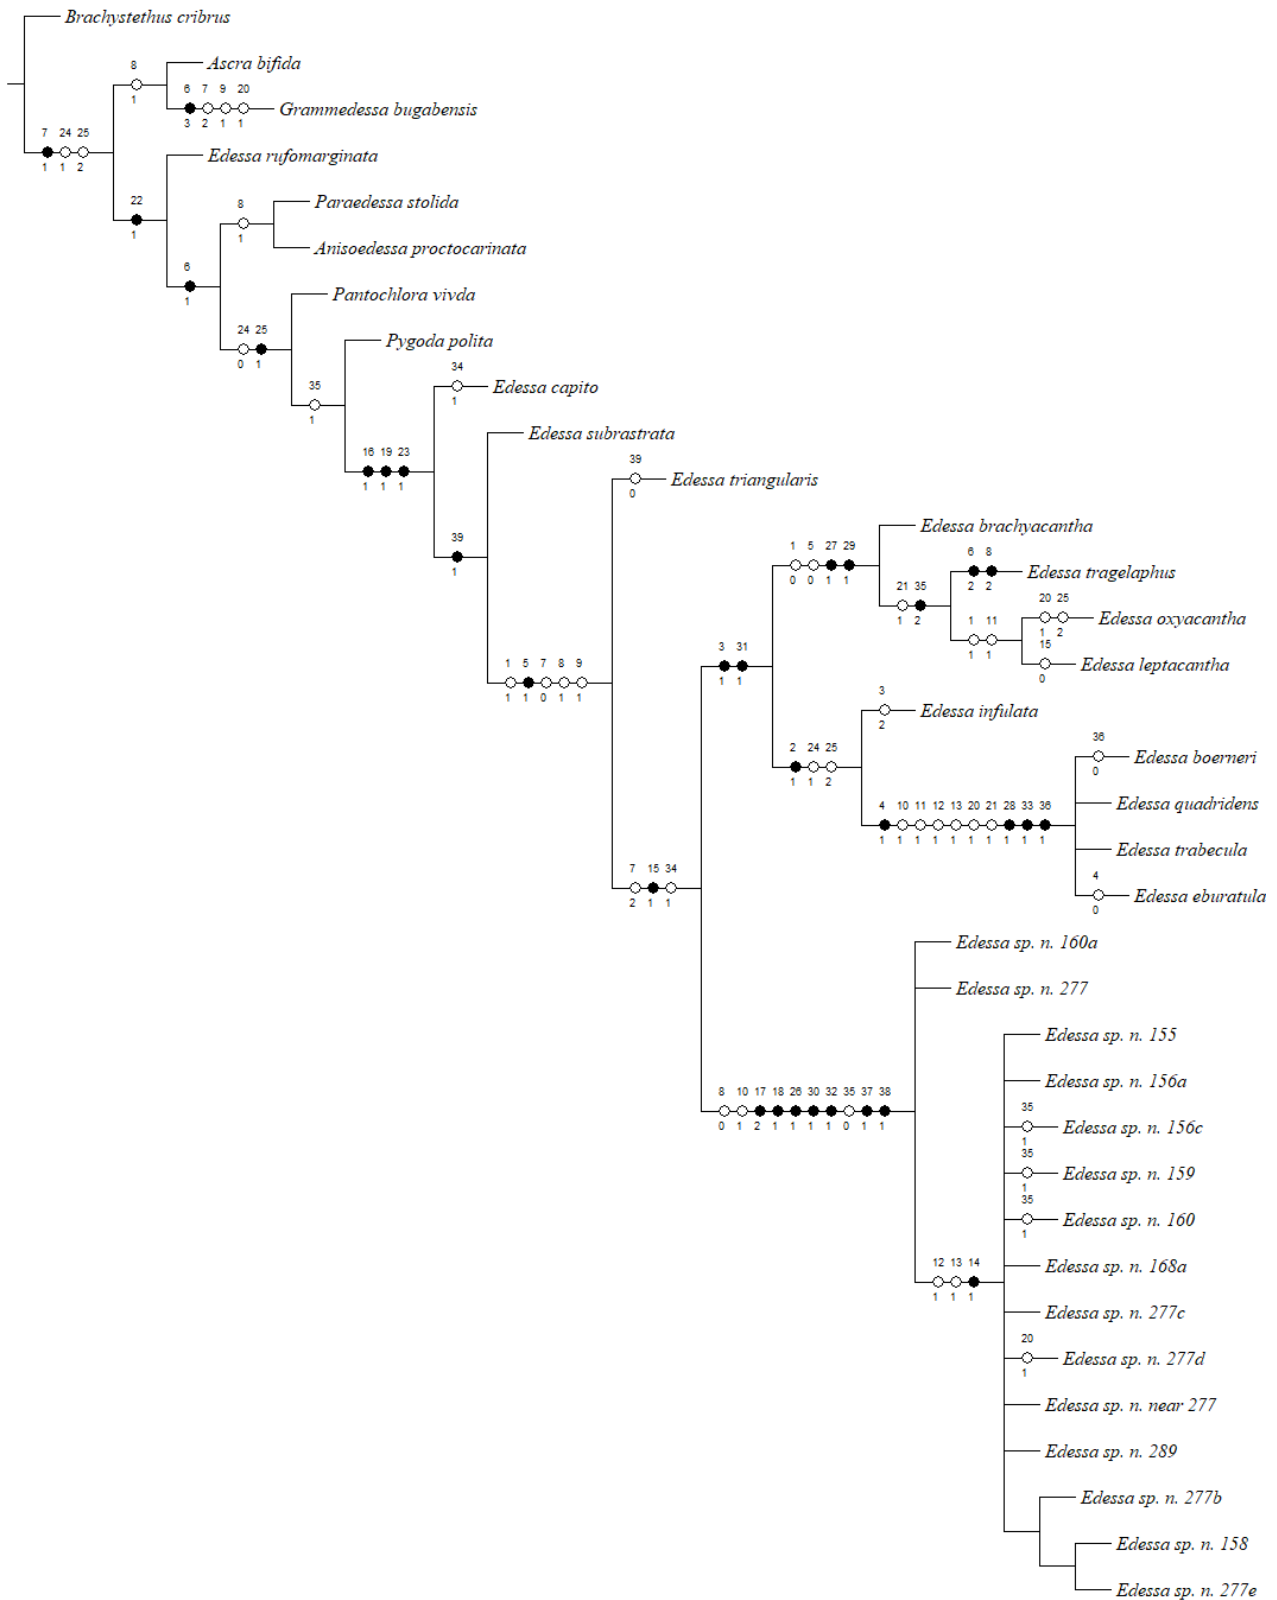 Brachystethus cribrus
8
Ascra bifida
1
6 7 9 20
Grammedessa bugabensis
3 2 1 1
7 24 25
1 1 2
Edessa rufomarginata
22
1
8
Paraedessa stolida
1
Anisoedessa proctocarinata
6
1
Pantochlora vivda
24 25
0 1
Pygoda polita
35
1
34
Edessa capito
1
16 19 23
1 1 1
Edessa subrastrata
39
Edessa triangularis
0
39
1
Edessa brachyacantha
1 5 27 29
0 0 1 1
6 8
Edessa tragelaphus
2 2
21 35
1 2
20 25
Edessa oxyacantha
1 2
1 11
1 1
15
Edessa leptacantha
0
3 31
1 1
1 5 7 8 9
1 1 0 1 1
3
Edessa infulata
2
2 24 25
1 1 2
36
Edessa boerneri
0
Edessa quadridens
4 10 11 12 13 20 21 28 33 36
1 1 1 1 1 1 1 1 1 1
Edessa trabecula
4
Edessa eburatula
0
7 15 34
2 1 1
Edessa sp. n. 160a
Edessa sp. n. 277
Edessa sp. n. 155
Edessa sp. n. 156a
8 10 17 18 26 30 32 35 37 38
0 1 2 1 1 1 1 0 1 1
35
Edessa sp. n. 156c
1
35
Edessa sp. n. 159
1
35
Edessa sp. n. 160
1
12 13 14
1 1 1
Edessa sp. n. 168a
Edessa sp. n. 277c
20
Edessa sp. n. 277d
1
Edessa sp. n. near 277
Edessa sp. n. 289
Edessa sp. n. 277b
Edessa sp. n. 158
Edessa sp. n. 277e